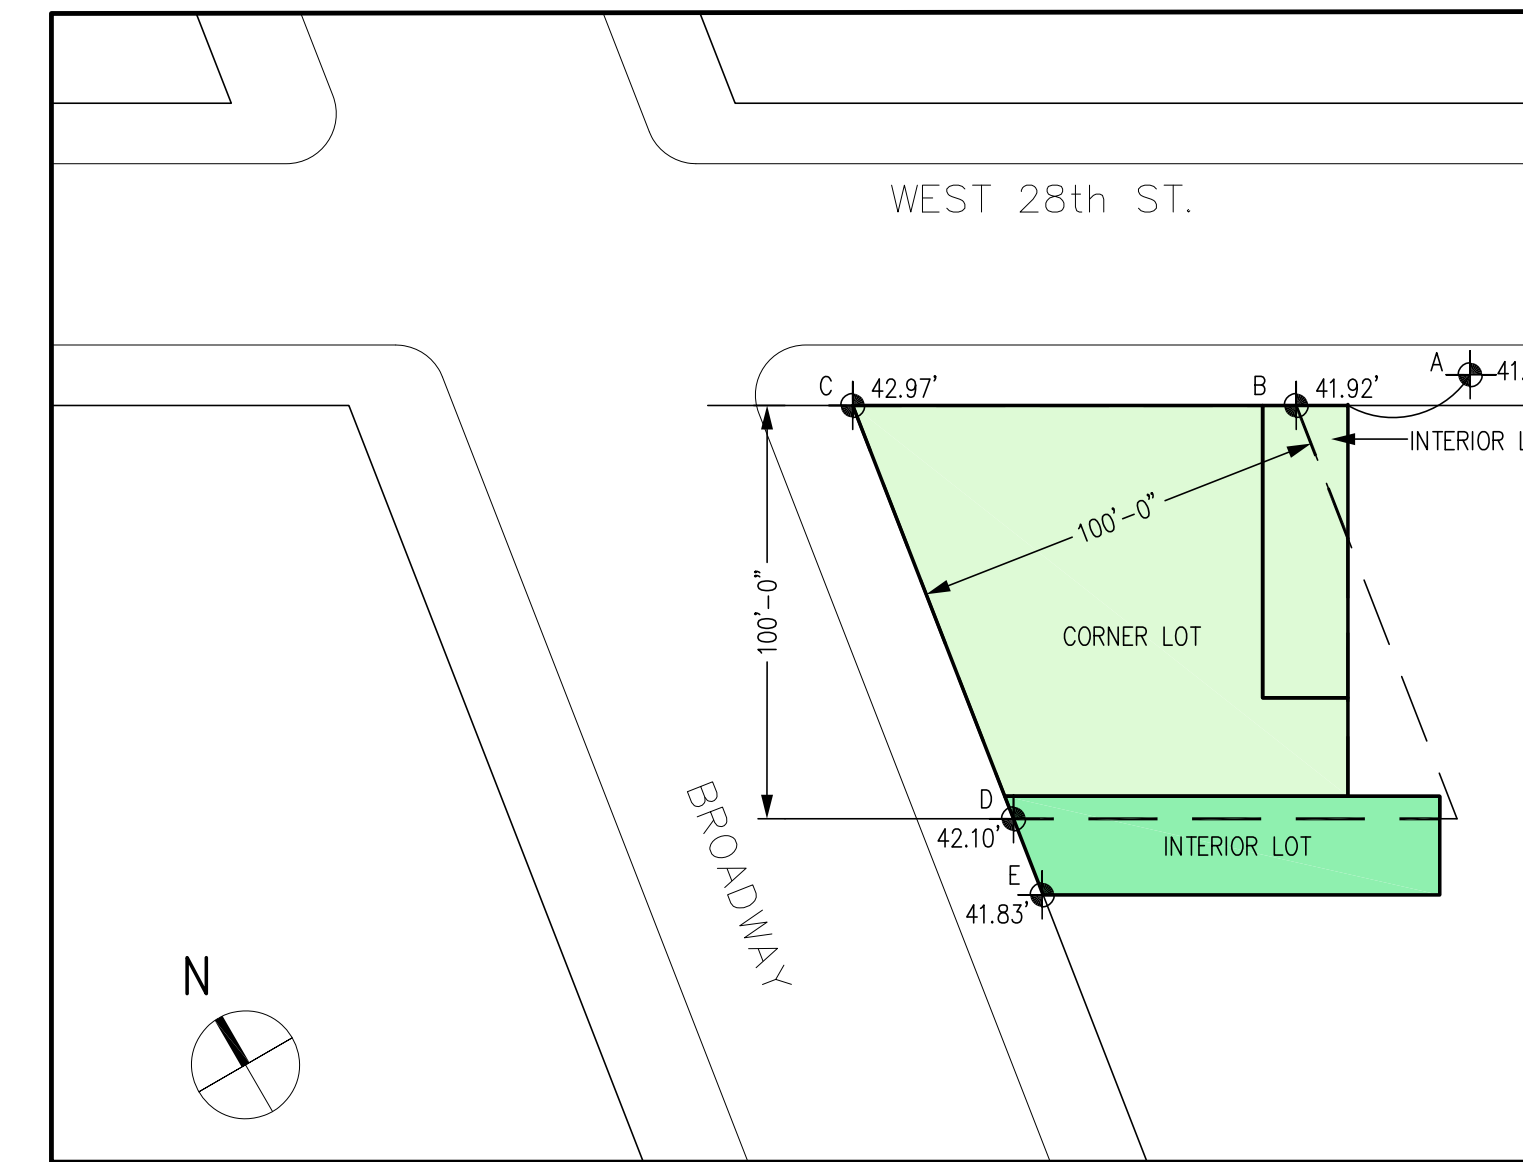 WEST 28th ST.
A 41.
C 42.97'
B 41.92'
INTERIOR L
100'-0"
100'-0"
CORNER LOT
D
42.10'
INTERIOR LOT
E
41.83'
BROADWAY
N